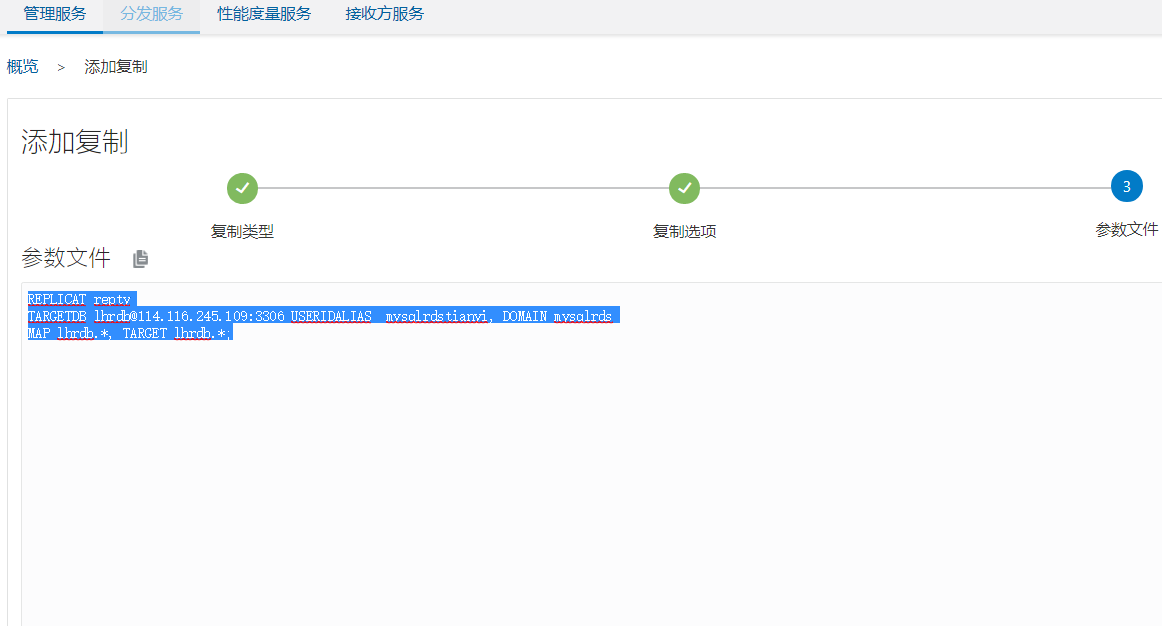 管理服务 分发服务 性能度量服务 接收方服务
概览 > 添加复制
添加复制
3
复制类型 复制选项 参数文件
参数文件
REPLICAT repty
TARGETDB lhrdb@114.116.245.109:3306 USERIDALIAS  mysqlrdstianyi, DOMAIN mysqlrds
MAP lhrdb.*, TARGET lhrdb.*;